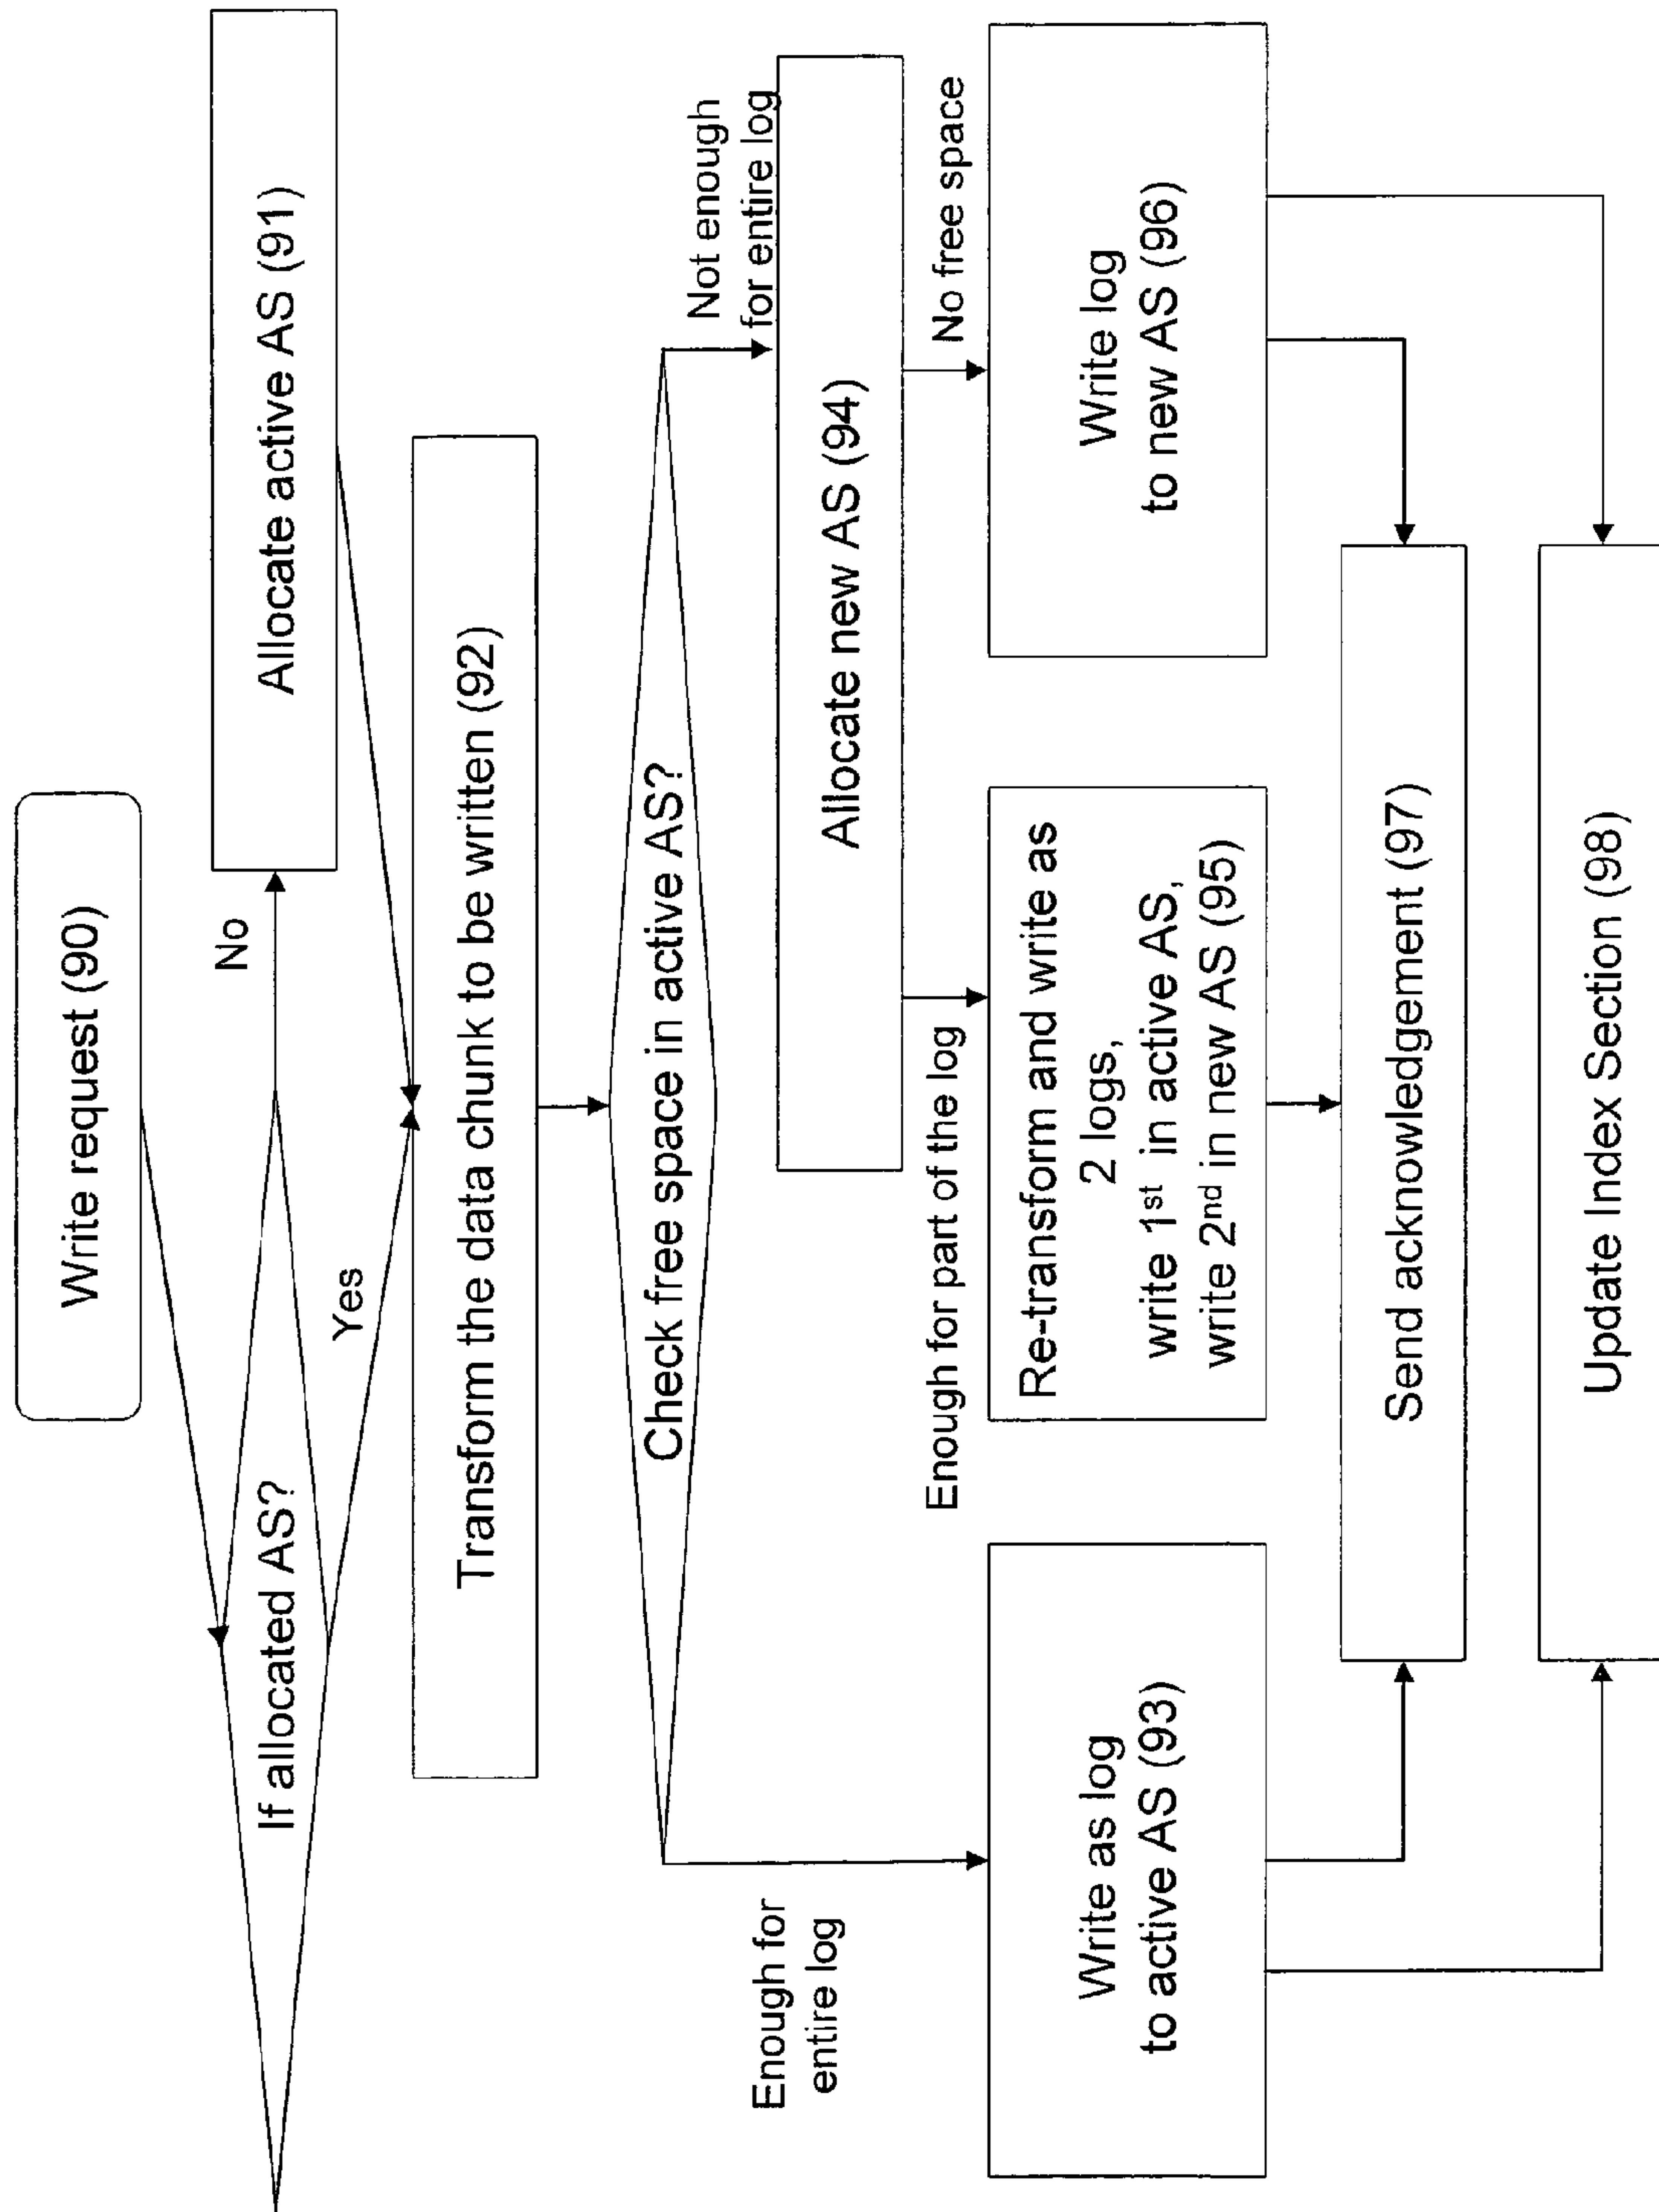 Write request (90)
If allocated AS?
No
Allocate active AS (91)
Yes
Transform the data chunk to be written (92)
Check free space in active AS?
Enough for
entire log
Not enough
for entire log
Allocate new AS (94)
Enough for part of the log
No free space
Write as log
to active AS (93)
Re-transform and write as
2 logs,
write 1st in active AS,
write 2nd in new AS (95)
Write log
to new AS (96)
Send acknowledgement (97)
Update Index Section (98)